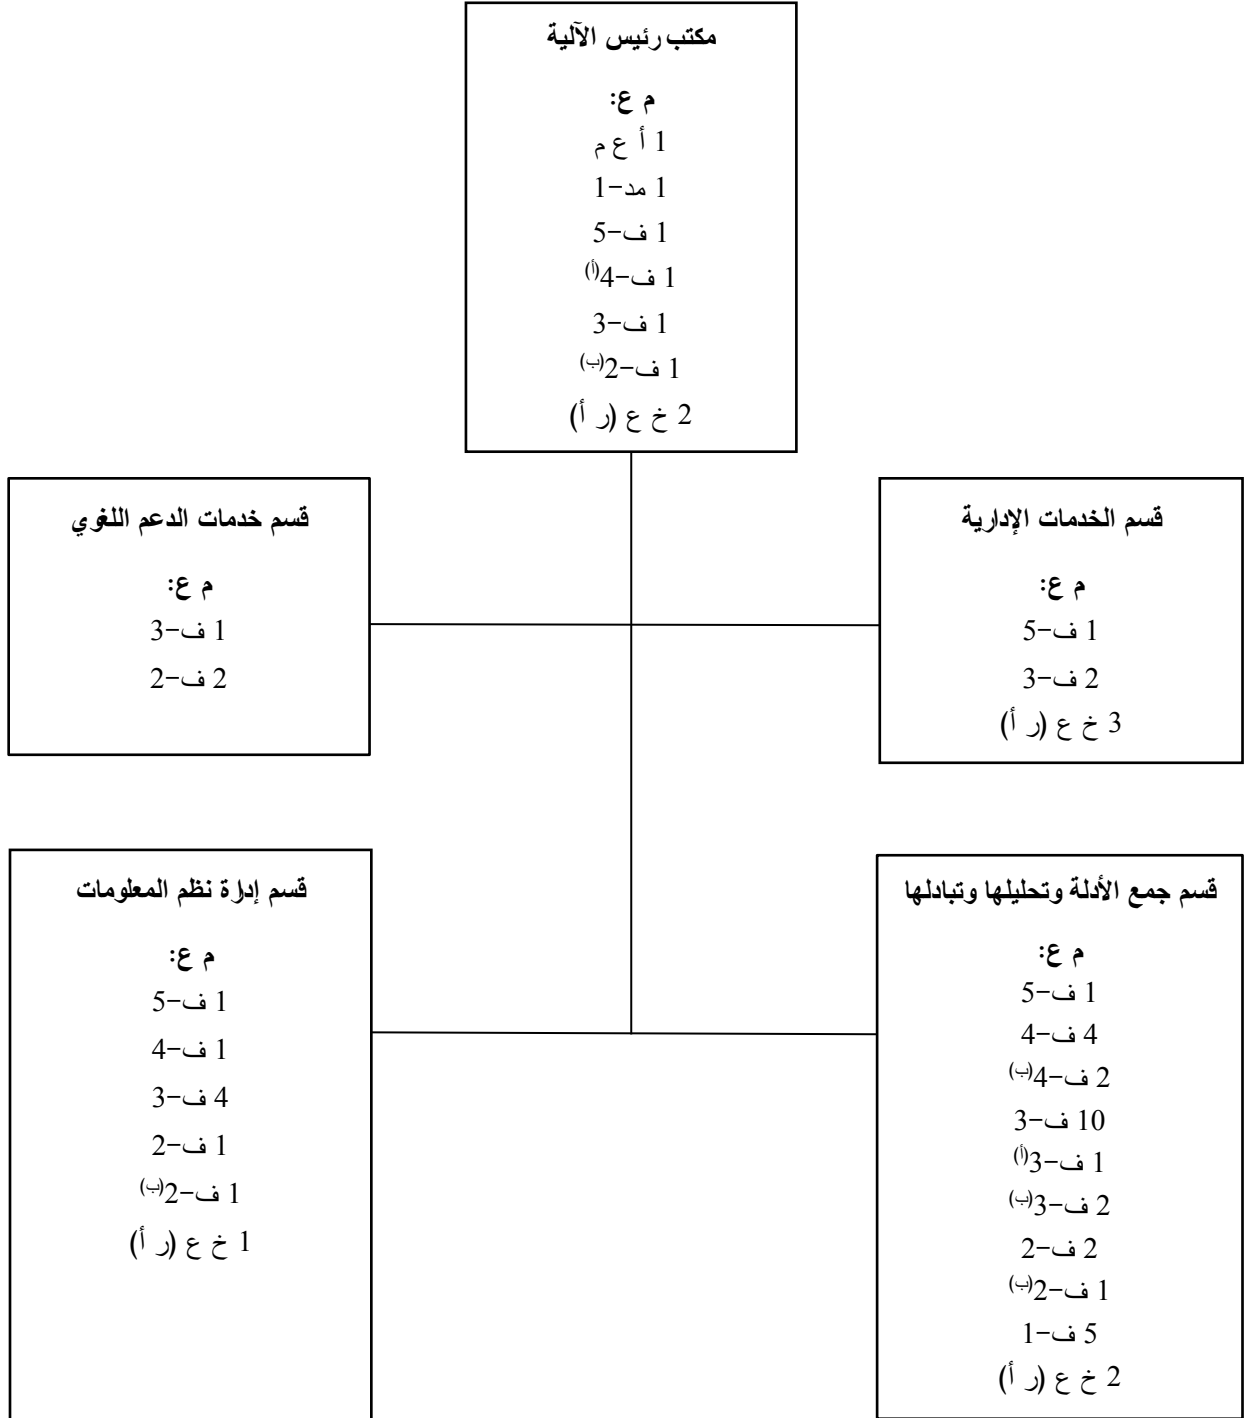 مكتب رئيس الآلية
م ع:
1 أ ع م
1 مد-1
1 ف-5
1 ف-4(أ)
1 ف-3
1 ف-2(ب)
2 خ ع (ر أ)
قسم الخدمات الإدارية
م ع:
1 ف-5
2 ف-3
3 خ ع (ر أ)
قسم خدمات الدعم اللغوي
م ع:
1 ف-3
2 ف-2
قسم جمع الأدلة وتحليلها وتبادلها
م ع:
1 ف-5
4 ف-4
2 ف-4(ب)
10 ف-3
1 ف-3(أ)
2 ف-3(ب)
2 ف-2
1 ف-2(ب)
5 ف-1
2 خ ع (ر أ)
قسم إدارة نظم المعلومات
م ع:
1 ف-5
1 ف-4
4 ف-3
1 ف-2
1 ف-2(ب)
1 خ ع (ر أ)